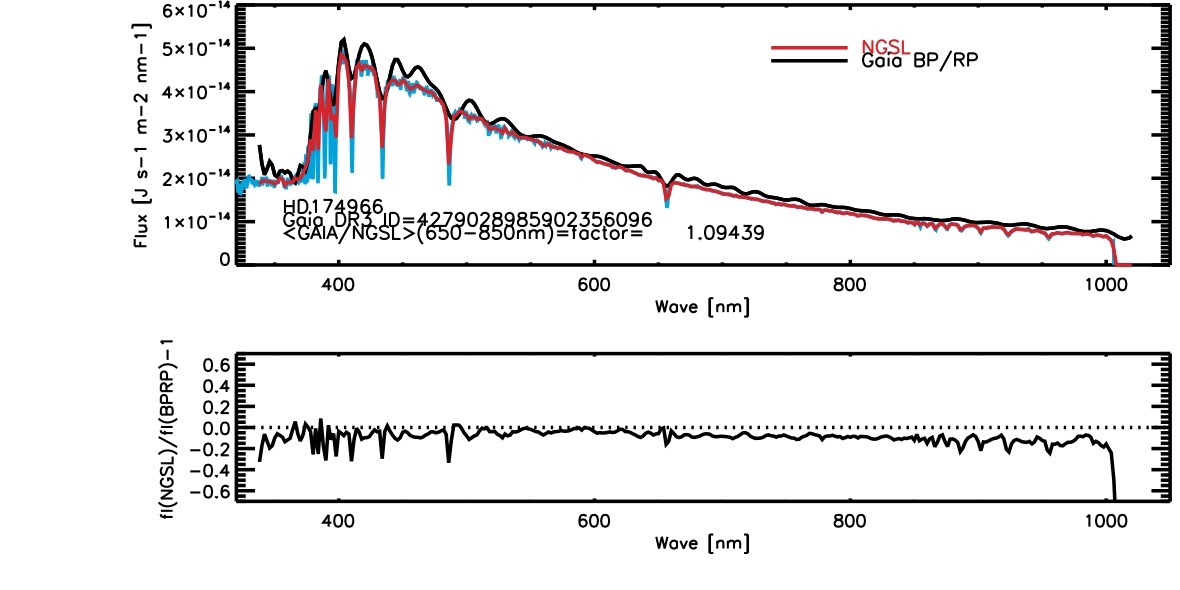 6×10⁻¹⁴
5×10⁻¹⁴
4×10⁻¹⁴
3×10⁻¹⁴
2×10⁻¹⁴
1×10⁻¹⁴
0
Flux [J s−1 m−2 nm−1]
NGSL
Gaia BP/RP
HD174966
Gaia DR3 ID=4279028985902356096
<GAIA/NGSL>(650−850nm)=factor= 1.09439
400 600 800 1000
Wave [nm]
fl(NGSL)/fl(BPRP)−1
0.6
0.4
0.2
0.0
−0.2
−0.4
−0.6
400 600 800 1000
Wave [nm]